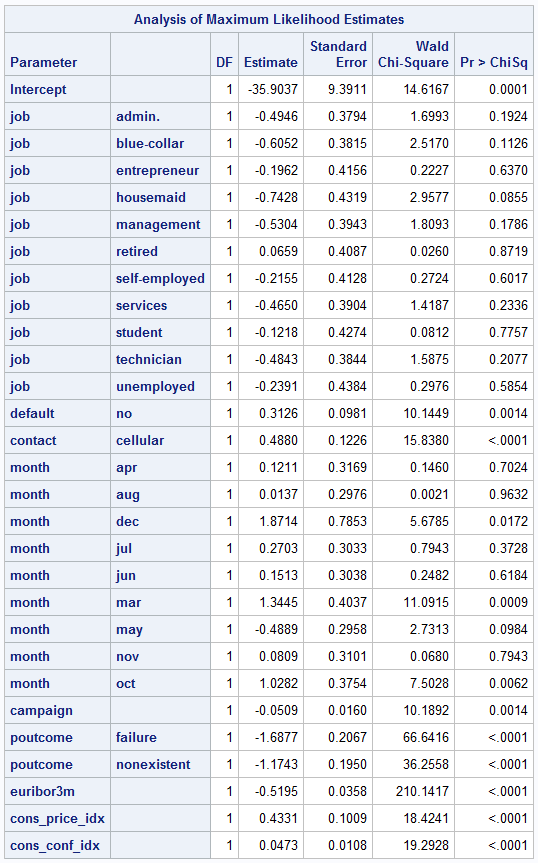 Analysis of Maximum Likelihood Estimates
Parameter DF Estimate Standard Error Wald Chi-Square Pr > ChiSq
Intercept 1 -35.9037 9.3911 14.6167 0.0001
job admin. 1 -0.4946 0.3794 1.6993 0.1924
job blue-collar 1 -0.6052 0.3815 2.5170 0.1126
job entrepreneur 1 -0.1962 0.4156 0.2227 0.6370
job housemaid 1 -0.7428 0.4319 2.9577 0.0855
job management 1 -0.5304 0.3943 1.8093 0.1786
job retired 1 0.0659 0.4087 0.0260 0.8719
job self-employed 1 -0.2155 0.4128 0.2724 0.6017
job services 1 -0.4650 0.3904 1.4187 0.2336
job student 1 -0.1218 0.4274 0.0812 0.7757
job technician 1 -0.4843 0.3844 1.5875 0.2077
job unemployed 1 -0.2391 0.4384 0.2976 0.5854
default no 1 0.3126 0.0981 10.1449 0.0014
contact cellular 1 0.4880 0.1226 15.8380 <.0001
month apr 1 0.1211 0.3169 0.1460 0.7024
month aug 1 0.0137 0.2976 0.0021 0.9632
month dec 1 1.8714 0.7853 5.6785 0.0172
month jul 1 0.2703 0.3033 0.7943 0.3728
month jun 1 0.1513 0.3038 0.2482 0.6184
month mar 1 1.3445 0.4037 11.0915 0.0009
month may 1 -0.4889 0.2958 2.7313 0.0984
month nov 1 0.0809 0.3101 0.0680 0.7943
month oct 1 1.0282 0.3754 7.5028 0.0062
campaign 1 -0.0509 0.0160 10.1892 0.0014
poutcome failure 1 -1.6877 0.2067 66.6416 <.0001
poutcome nonexistent 1 -1.1743 0.1950 36.2558 <.0001
euribor3m 1 -0.5195 0.0358 210.1417 <.0001
cons_price_idx 1 0.4331 0.1009 18.4241 <.0001
cons_conf_idx 1 0.0473 0.0108 19.2928 <.0001